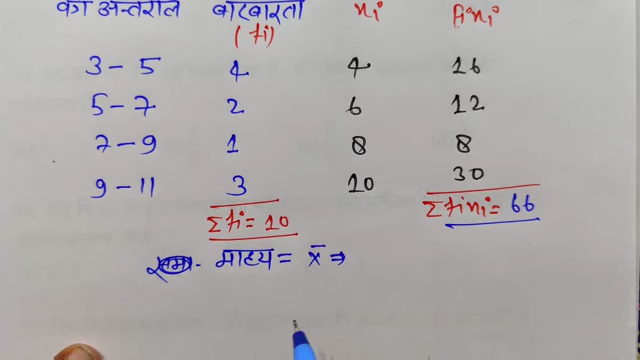 का अन्तराल बारंबारता xi fixi
(fi)
3 – 5 4 4 16
5 – 7 2 6 12
7 – 9 1 8 8
9 – 11 3 10 30
Σfi = 10 Σfixi = 66
माध्य = x̄ ⇒